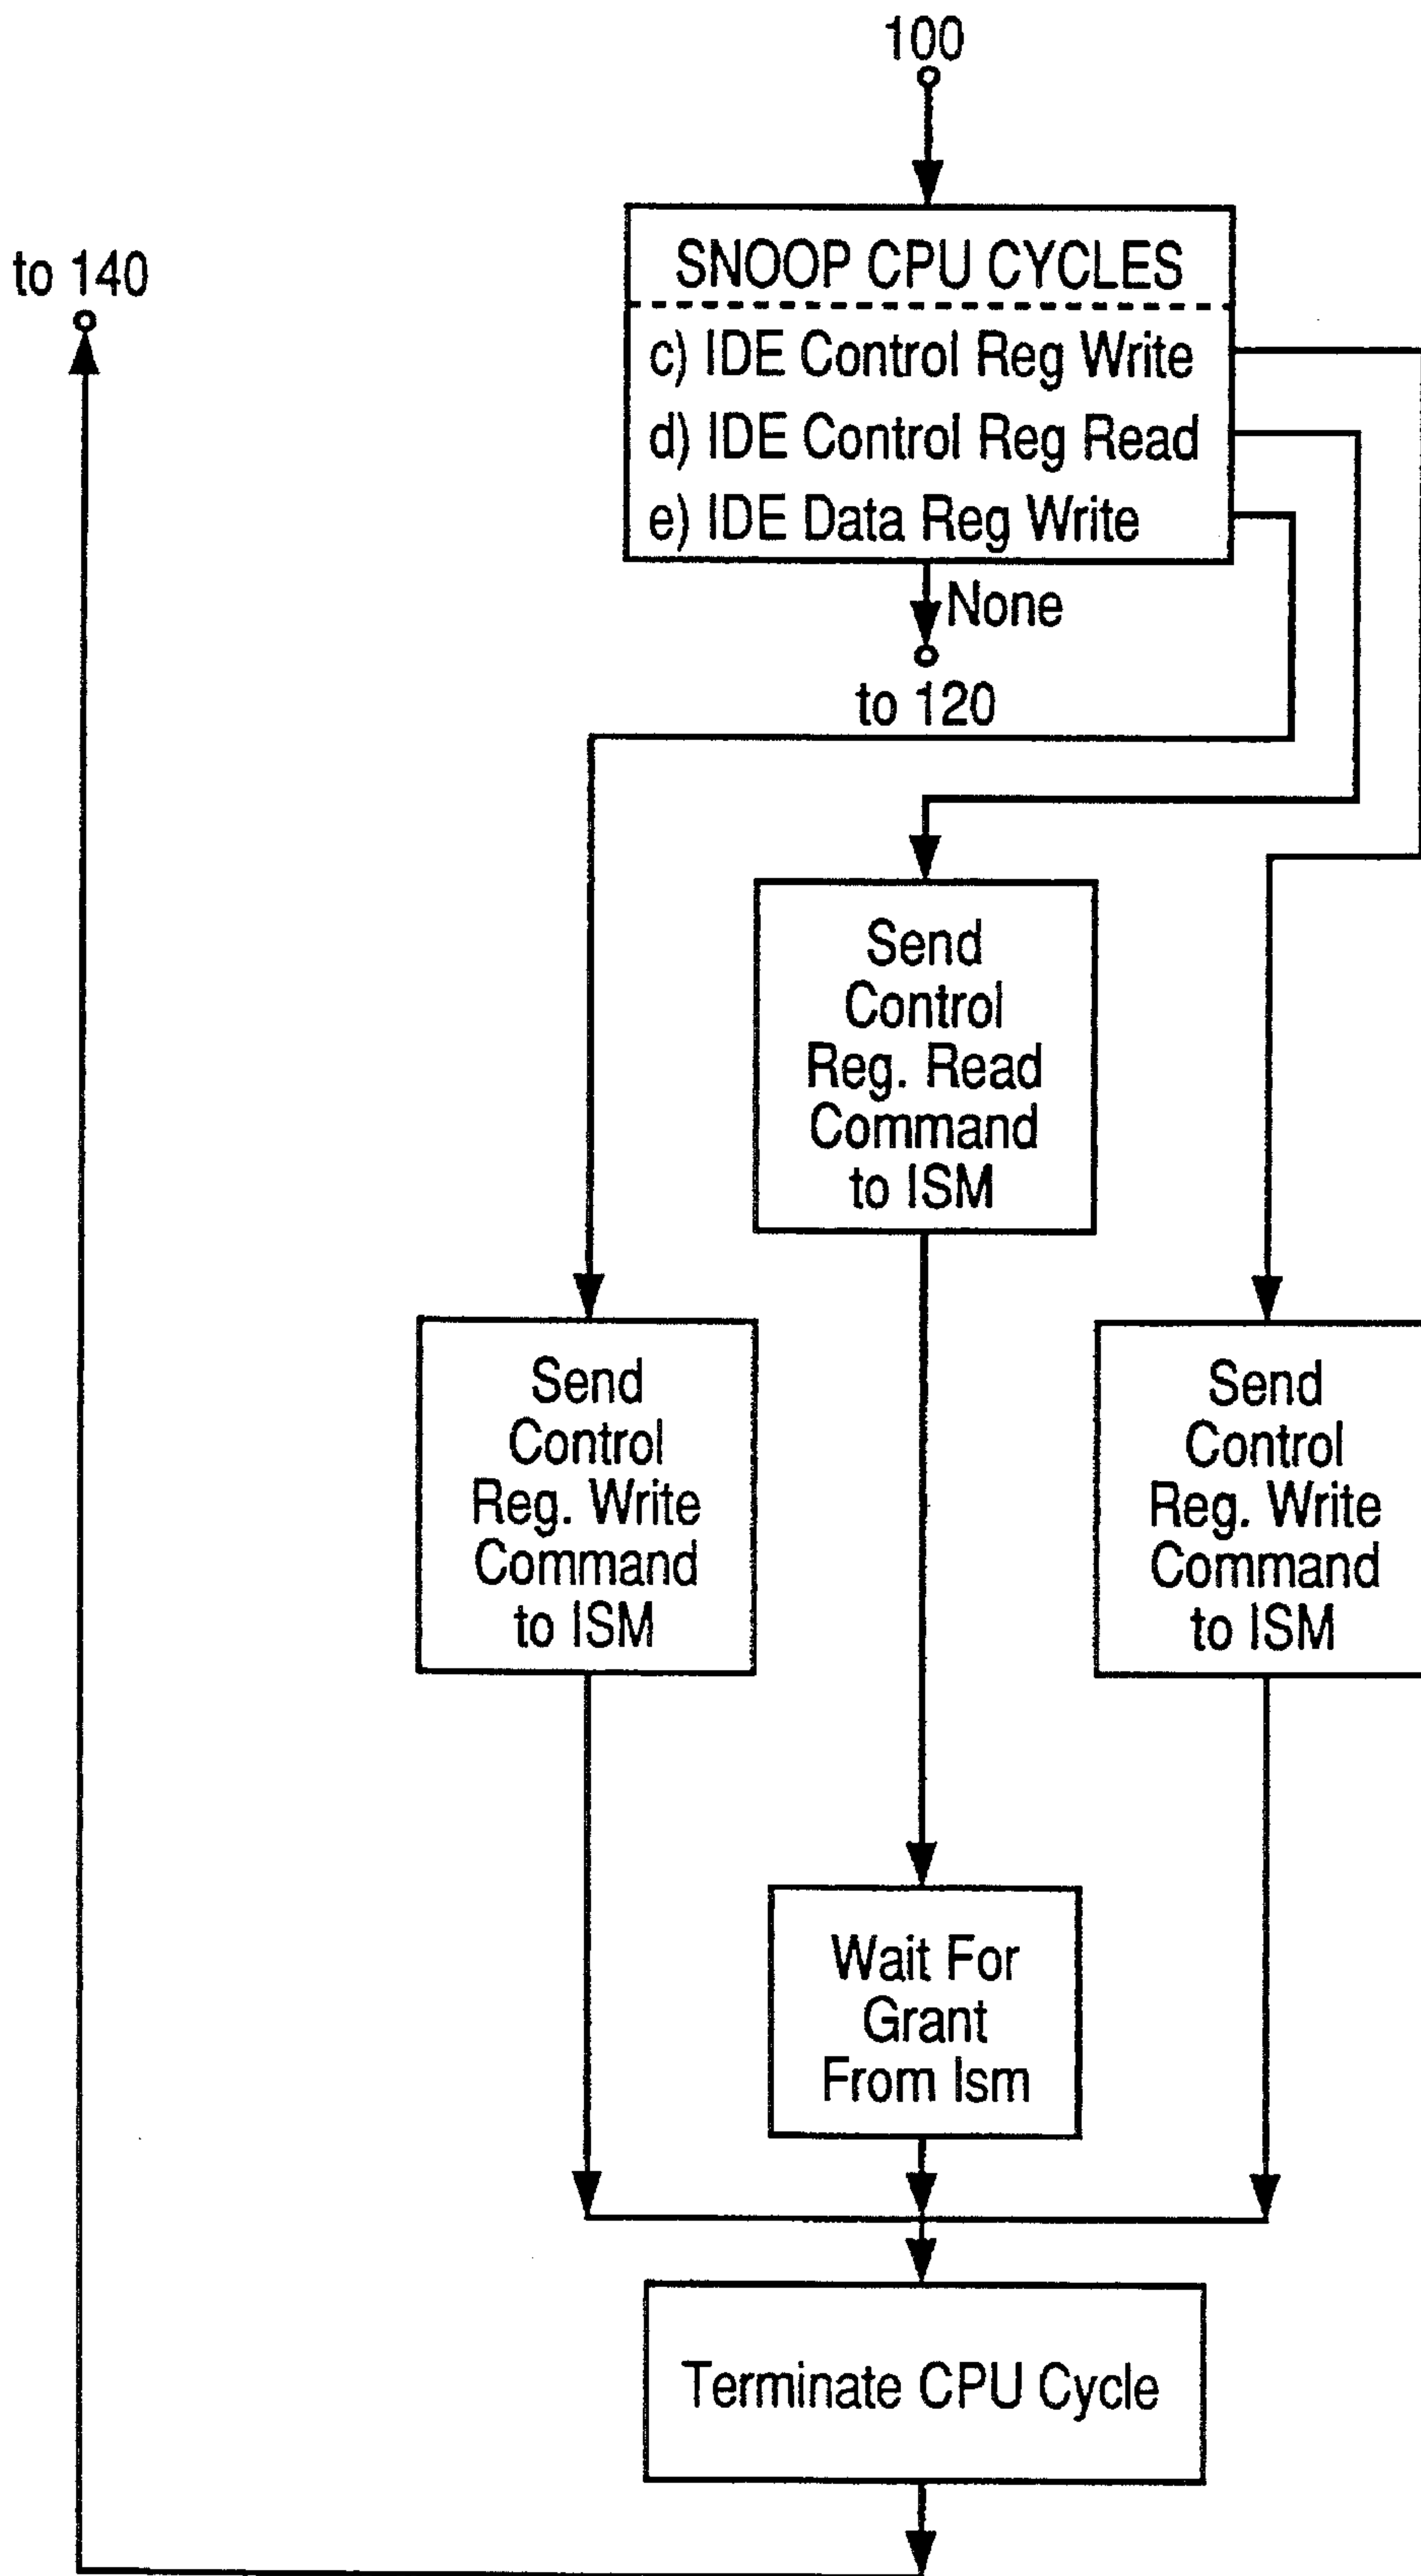 100
to 140
SNOOP CPU CYCLES
c) IDE Control Reg Write
d) IDE Control Reg Read
e) IDE Data Reg Write
None
to 120
Send
Control
Reg. Read
Command
to ISM
Send
Control
Reg. Write
Command
to ISM
Send
Control
Reg. Write
Command
to ISM
Wait For
Grant
From Ism
Terminate CPU Cycle